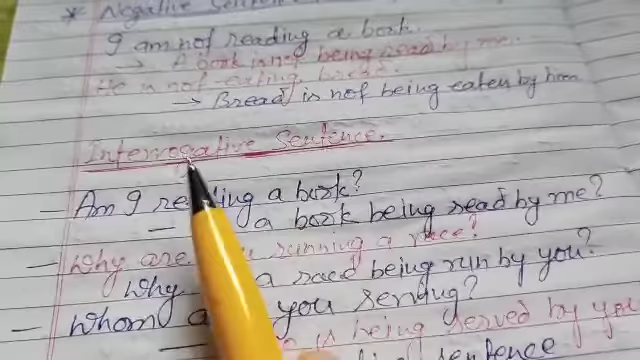 * Negative Senten
I am not reading a book.
→ A book is not being read by me.
He is not eating bread.
→ Bread is not being eaten by him
Interrogative Sentence.
- Am I reading a book?
- a book being read by me?
- Why are running a race?
Why a race being run by you?
- Whom a you serving?
is being served by you
sentence